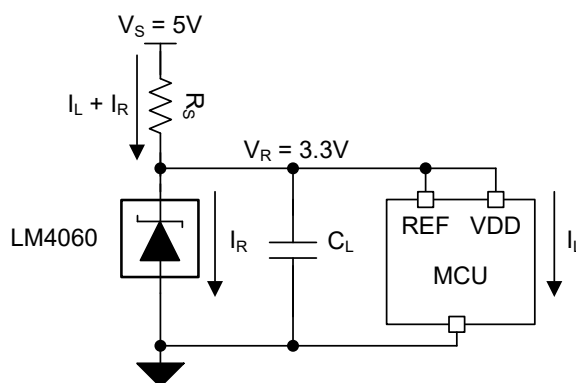 V_S = 5V
I_L + I_R
R_S
V_R = 3.3V
LM4060
I_R
C_L
REF VDD
MCU
I_L